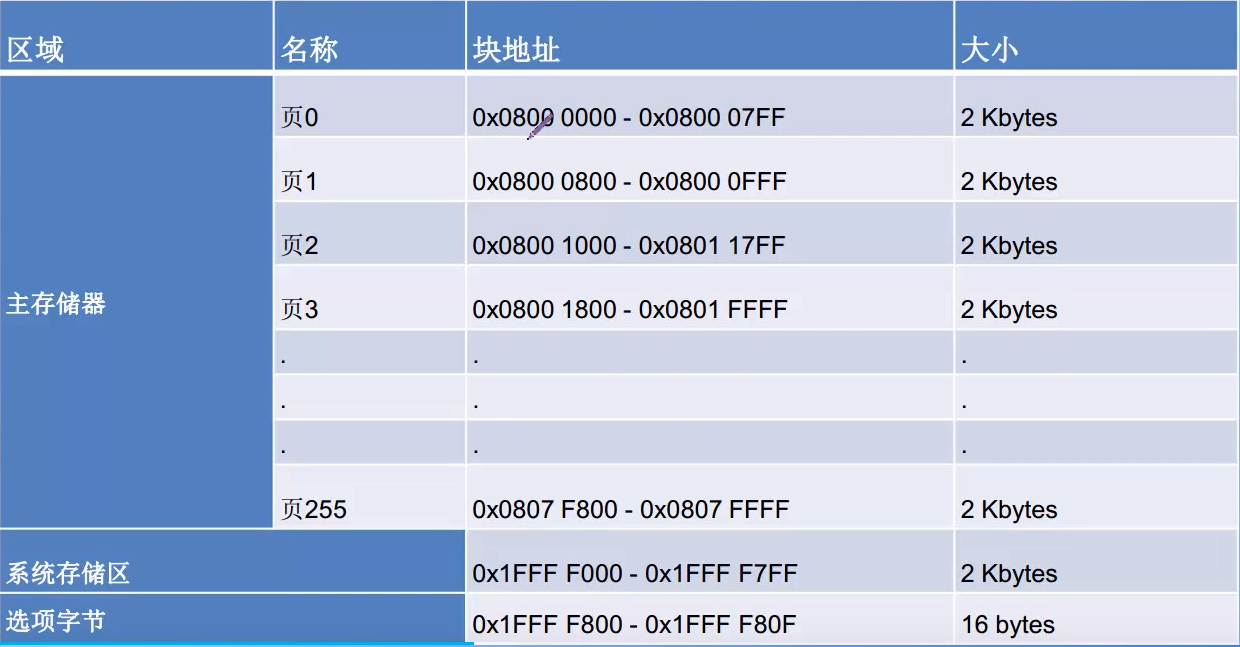 区域 名称 块地址 大小
主存储器
页0 0x0800 0000 - 0x0800 07FF 2 Kbytes
页1 0x0800 0800 - 0x0800 0FFF 2 Kbytes
页2 0x0800 1000 - 0x0801 17FF 2 Kbytes
页3 0x0800 1800 - 0x0801 FFFF 2 Kbytes
. . .
. . .
. . .
页255 0x0807 F800 - 0x0807 FFFF 2 Kbytes
系统存储区 0x1FFF F000 - 0x1FFF F7FF 2 Kbytes
选项字节 0x1FFF F800 - 0x1FFF F80F 16 bytes